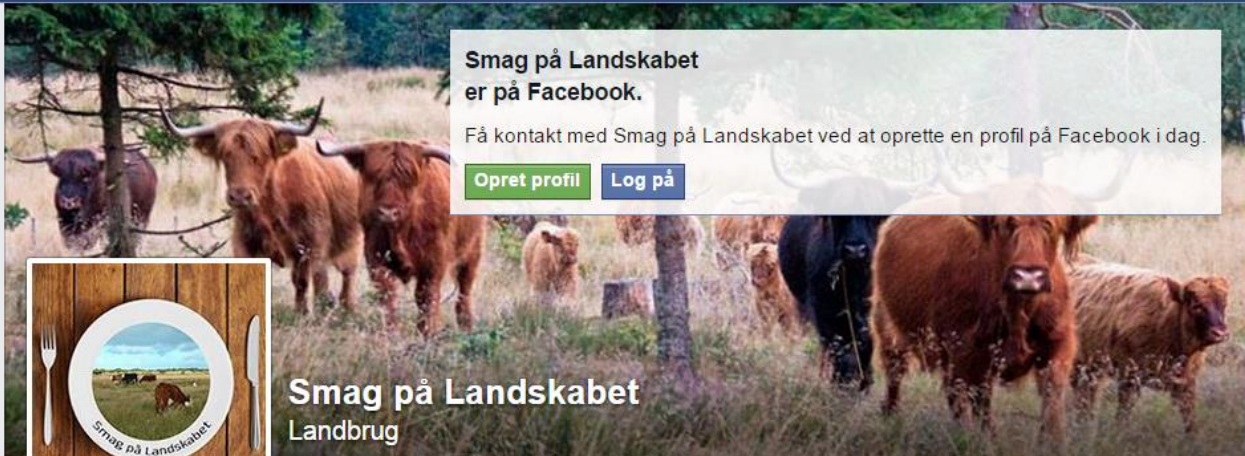 Smag på Landskabet
er på Facebook.
Få kontakt med Smag på Landskabet ved at oprette en profil på Facebook i dag.
Opret profil
Log på
Smag på Landskabet
Smag på Landskabet
Landbrug